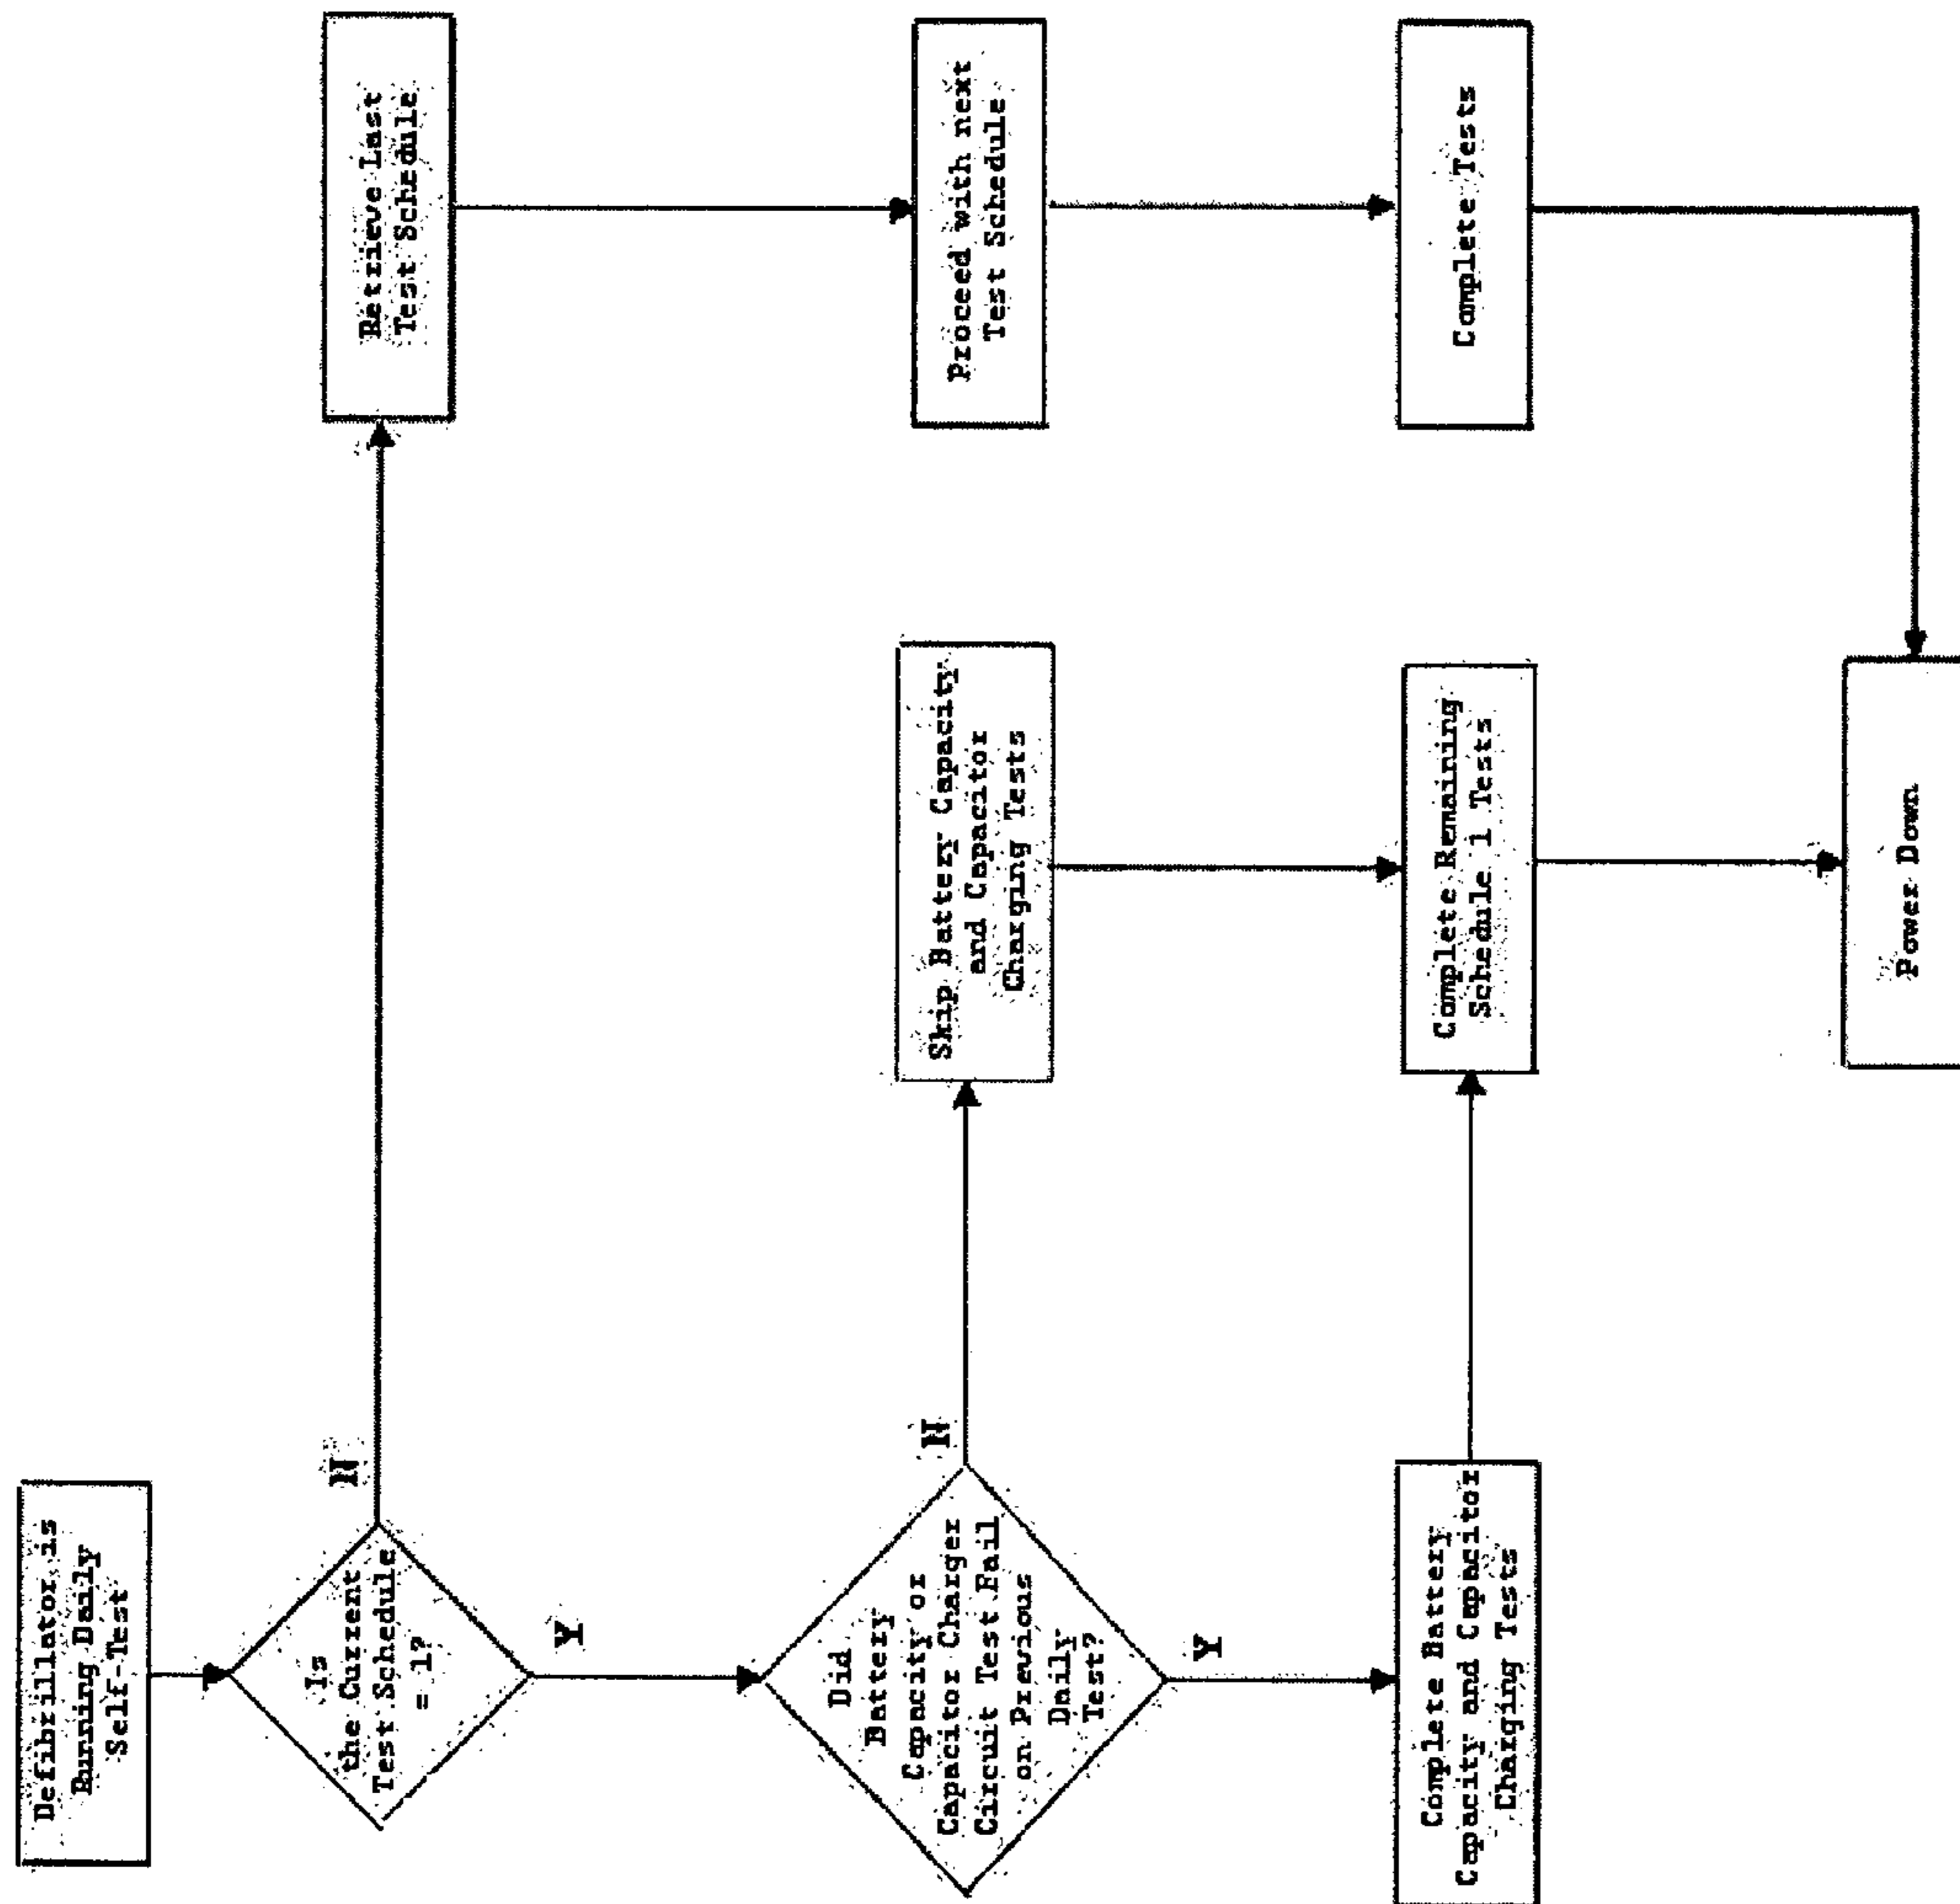 Defibrillator is
Running Daily
Self-Test
Is
the Current
Test Schedule
= 1?
N
Y
Retrieve Last
Test Schedule
Did
Battery
Capacity or
Capacitor Charger
Circuit Test Fail
on Previous
Daily
Test?
N
Y
Skip Battery Capacity
and Capacitor
Charging Tests
Proceed with next
Test Schedule
Complete Battery
Capacity and Capacitor
Charging Tests
Complete Remaining
Schedule 1 Tests
Complete Tests
Power Down